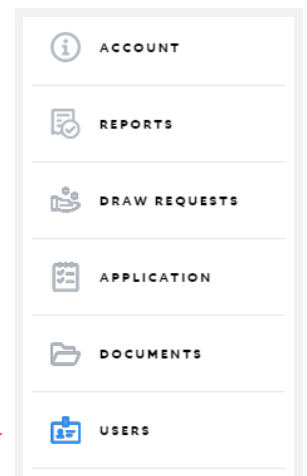 ACCOUNT
REPORTS
DRAW REQUESTS
APPLICATION
DOCUMENTS
USERS